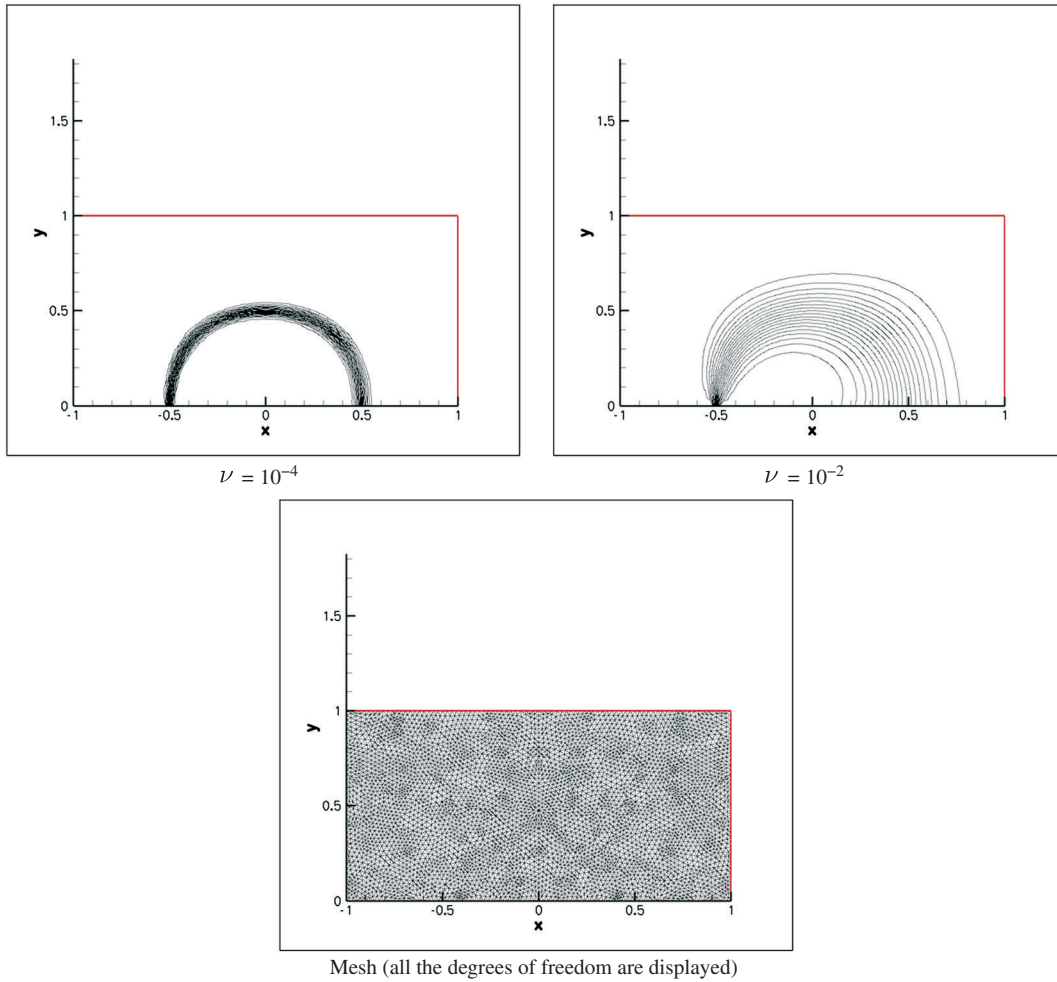 1.5
1
y
0.5
0
-1 -0.5 0 0.5 1
x
ν = 10⁻⁴
1.5
1
y
0.5
0
-1 -0.5 0 0.5 1
x
ν = 10⁻²
1.5
1
y
0.5
0
-1 -0.5 0 0.5 1
x
Mesh (all the degrees of freedom are displayed)